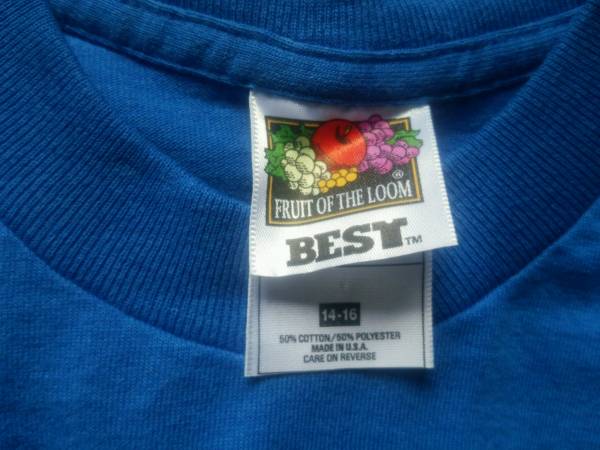 FRUIT OF THE LOOM®
BEST™
14-16
50% COTTON/50% POLYESTER
MADE IN U.S.A.
CARE ON REVERSE